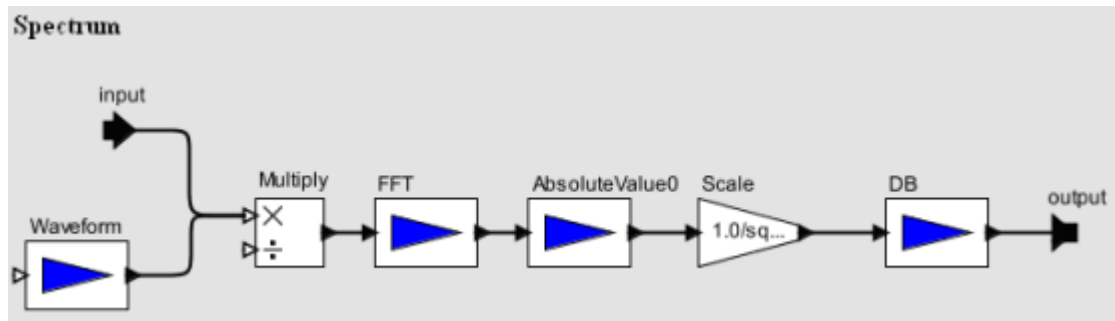 Spectrum
input
Waveform
Multiply
×
÷
FFT
AbsoluteValue0
Scale
1.0/sq...
DB
output